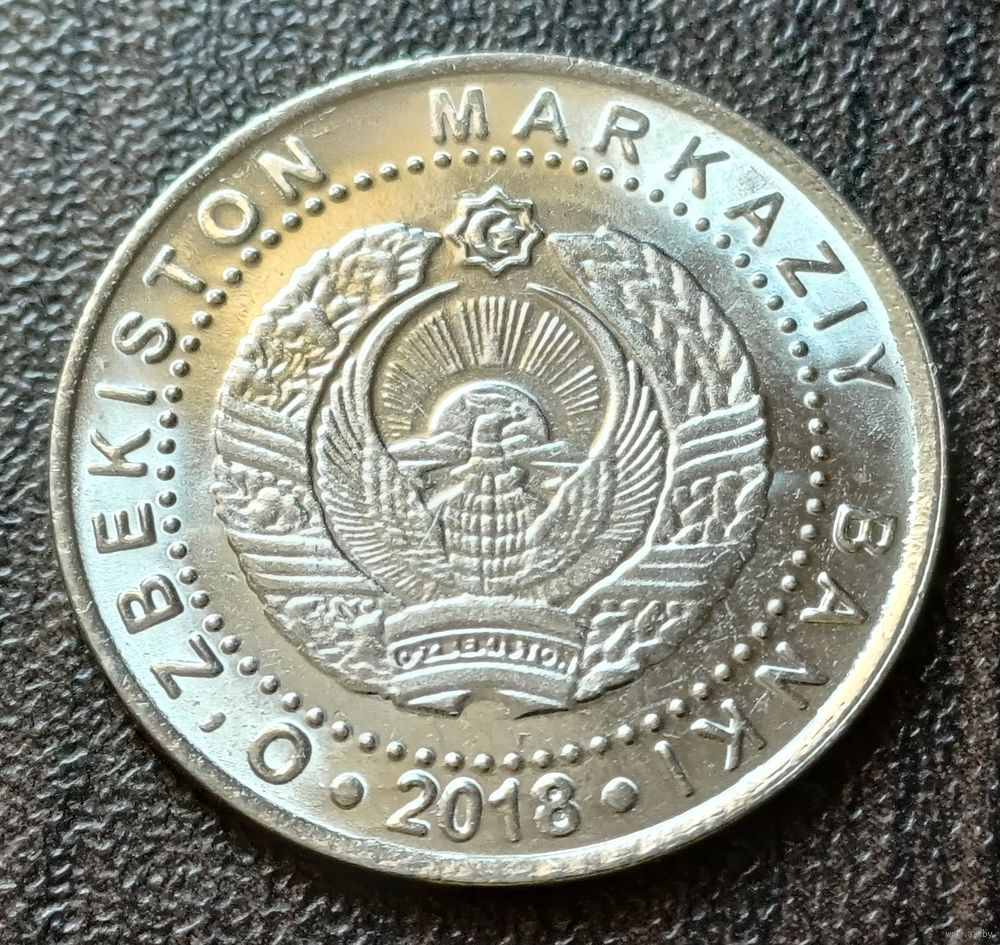 O'ZBEKISTON MARKAZIY BANKI
• 2018 •
O'ZBEKISTON